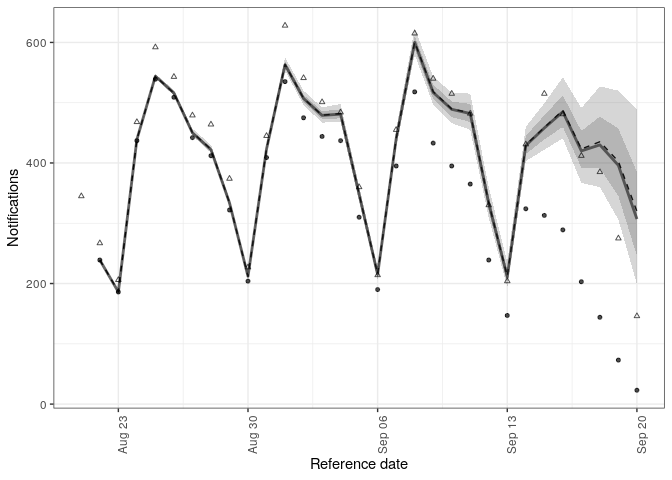 Notifications
600
400
200
0
Aug 23
Aug 30
Sep 06
Sep 13
Sep 20
Reference date